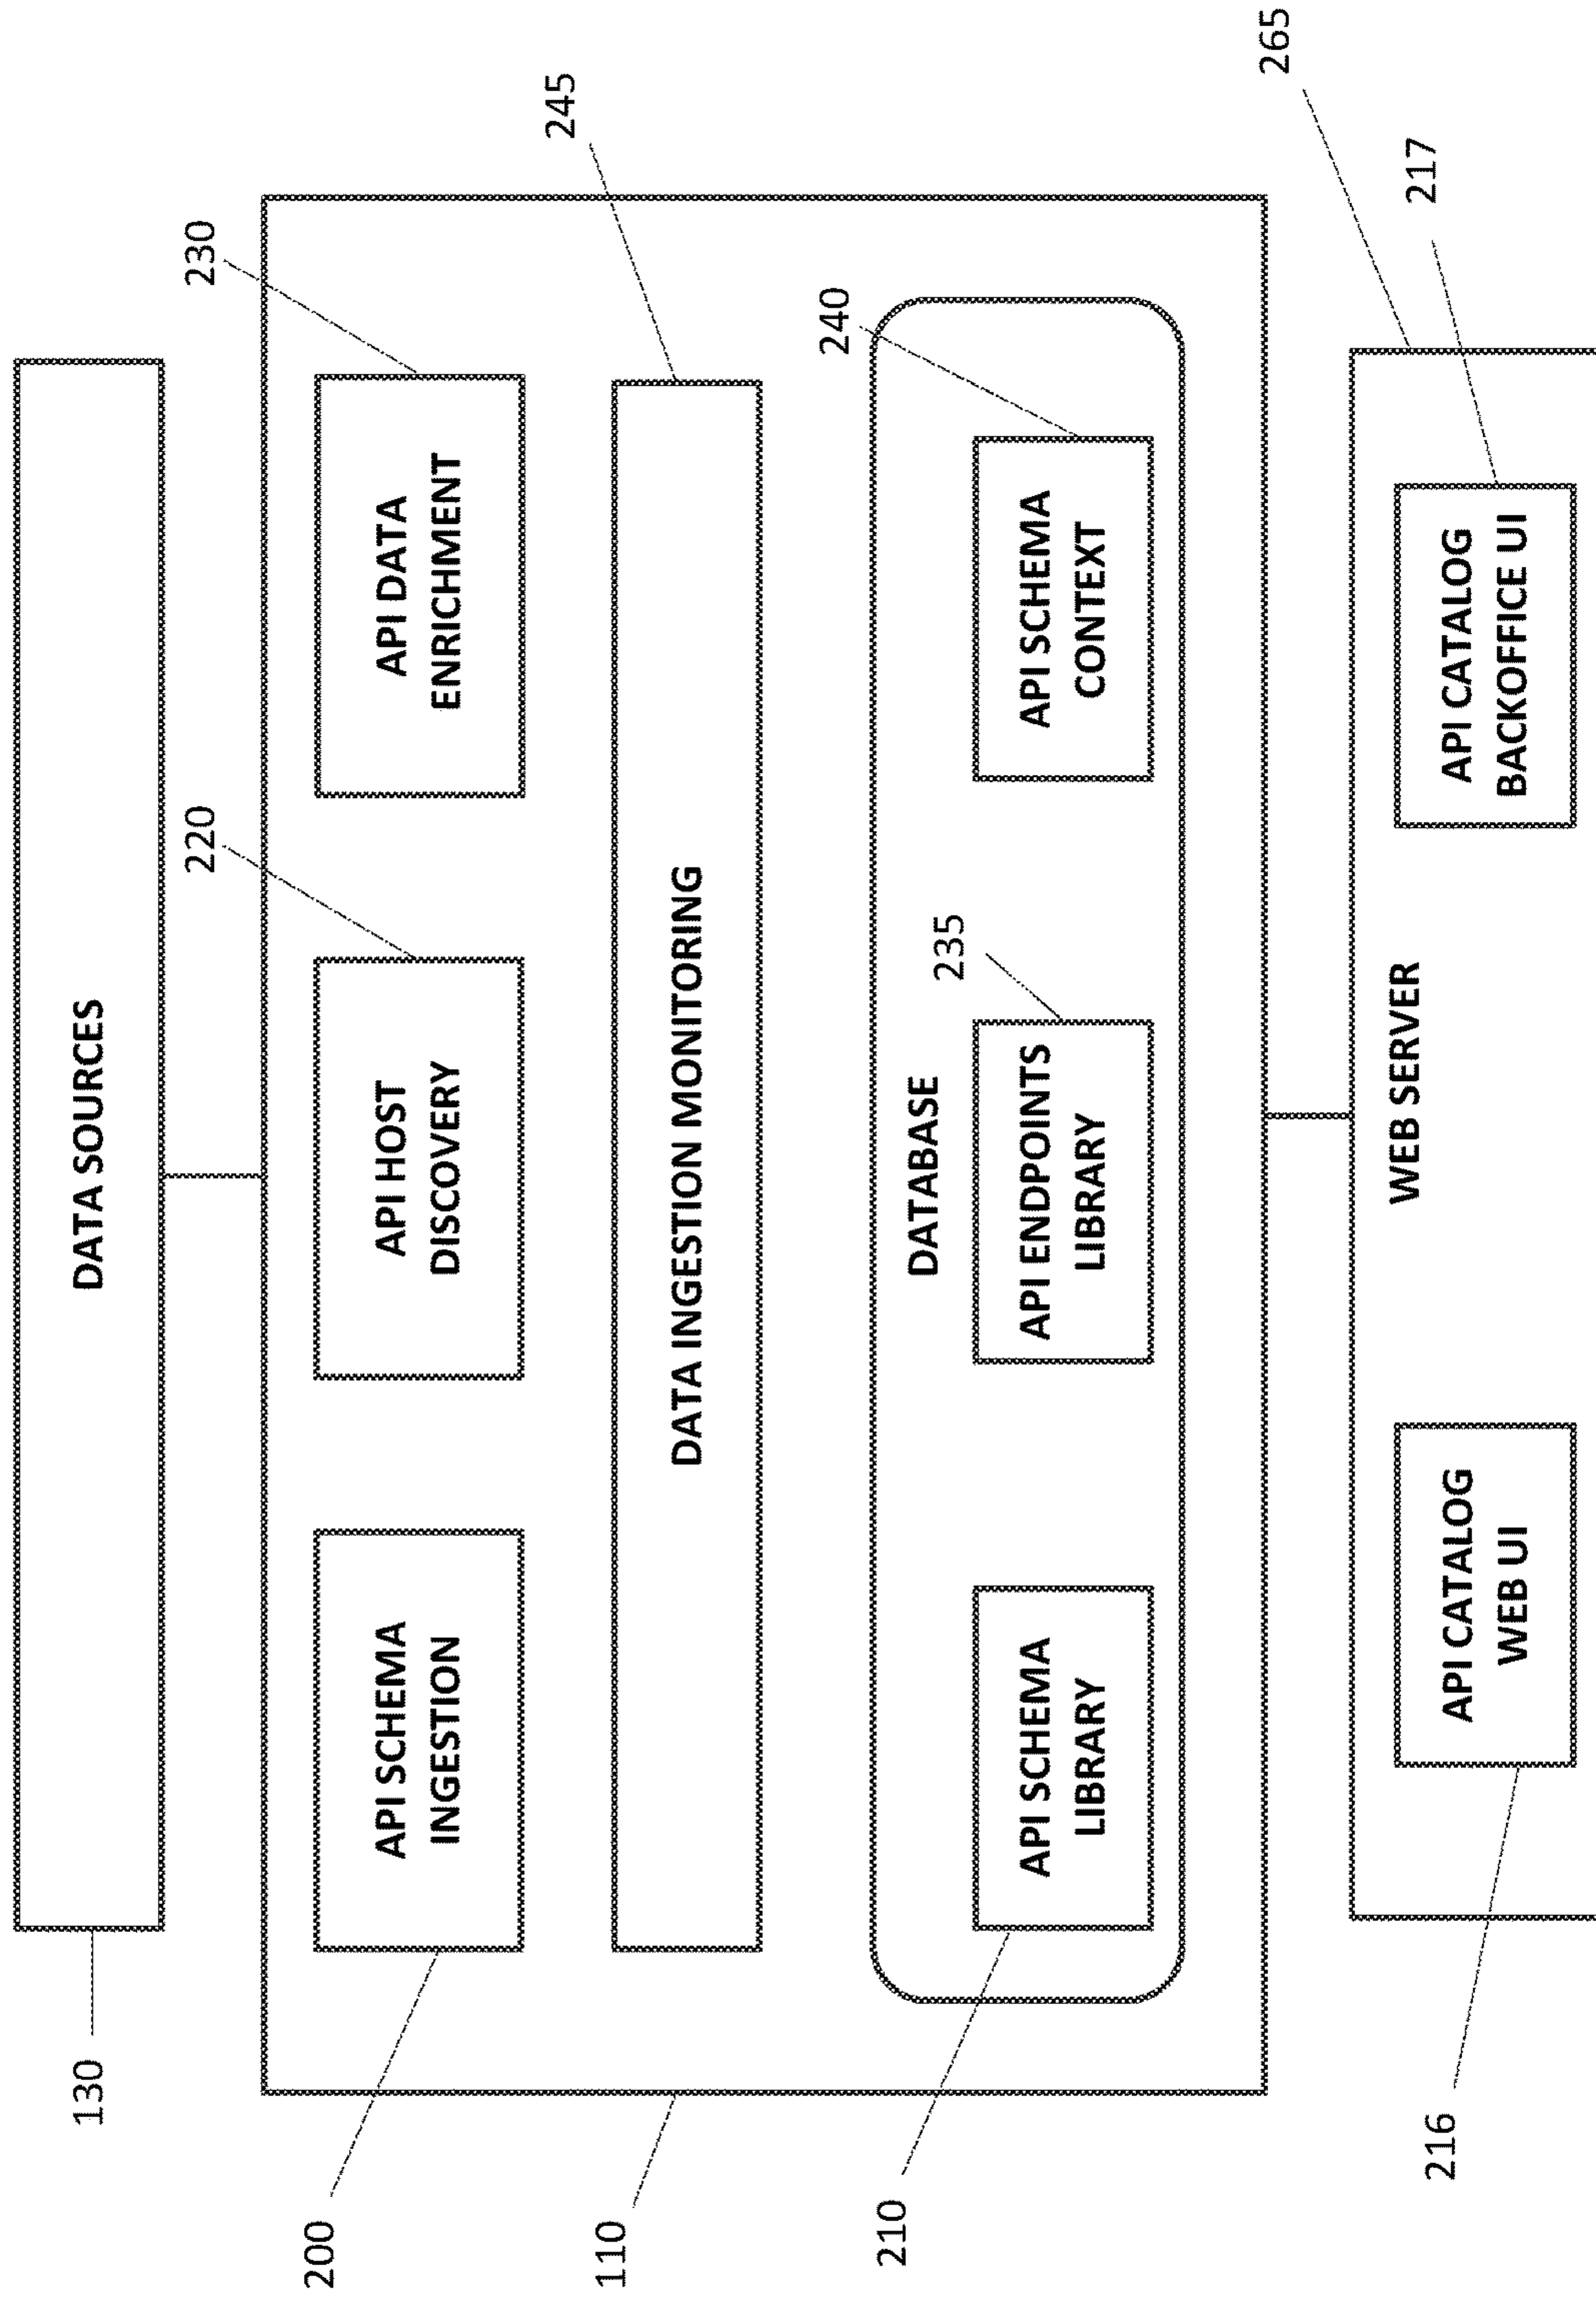 130
DATA SOURCES
200
220
230
API SCHEMA
INGESTION
API HOST
DISCOVERY
API DATA
ENRICHMENT
110
245
DATA INGESTION MONITORING
210
DATABASE
235
240
API SCHEMA
LIBRARY
API ENDPOINTS
LIBRARY
API SCHEMA
CONTEXT
265
WEB SERVER
216
API CATALOG
WEB UI
API CATALOG
BACKOFFICE UI
217